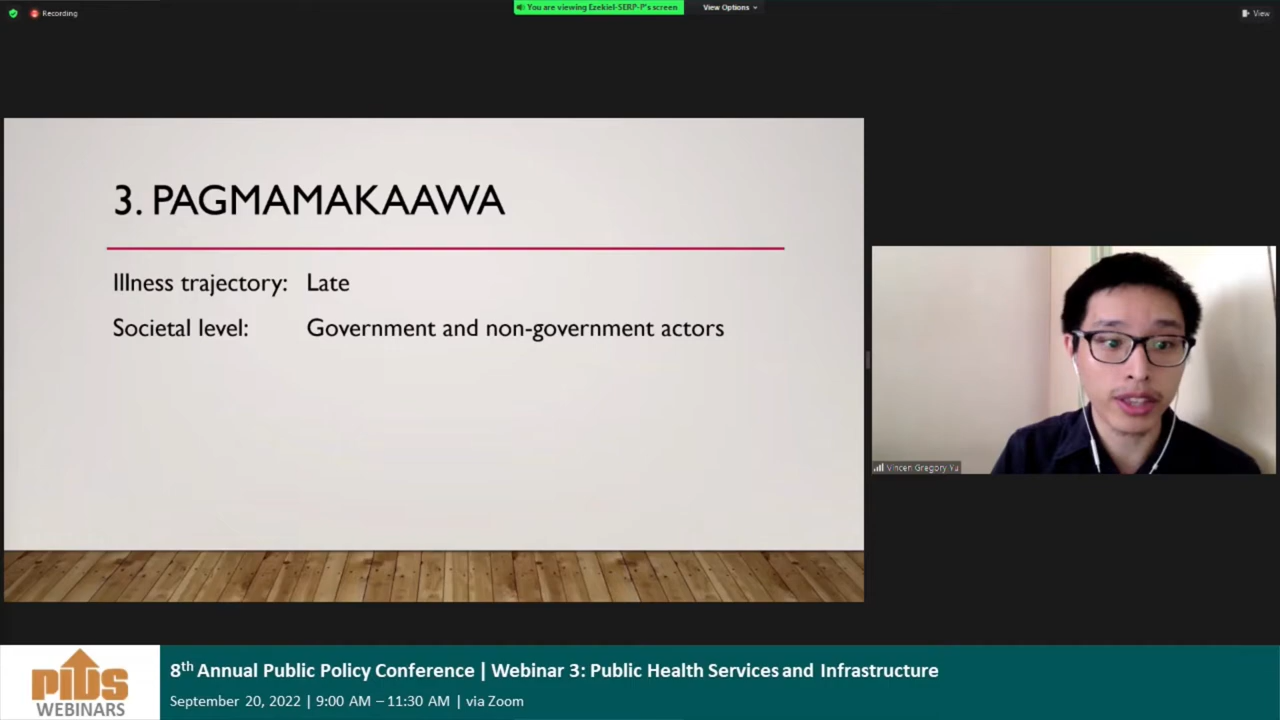 Recording
You are viewing Ezekiel-SERP-P's screen
View Options
View
3. PAGMAMAKAAWA
Illness trajectory: Late
Societal level: Government and non-government actors
Vincen Gregory Yu
PIDS
WEBINARS
8th Annual Public Policy Conference | Webinar 3: Public Health Services and Infrastructure
September 20, 2022 | 9:00 AM – 11:30 AM | via Zoom